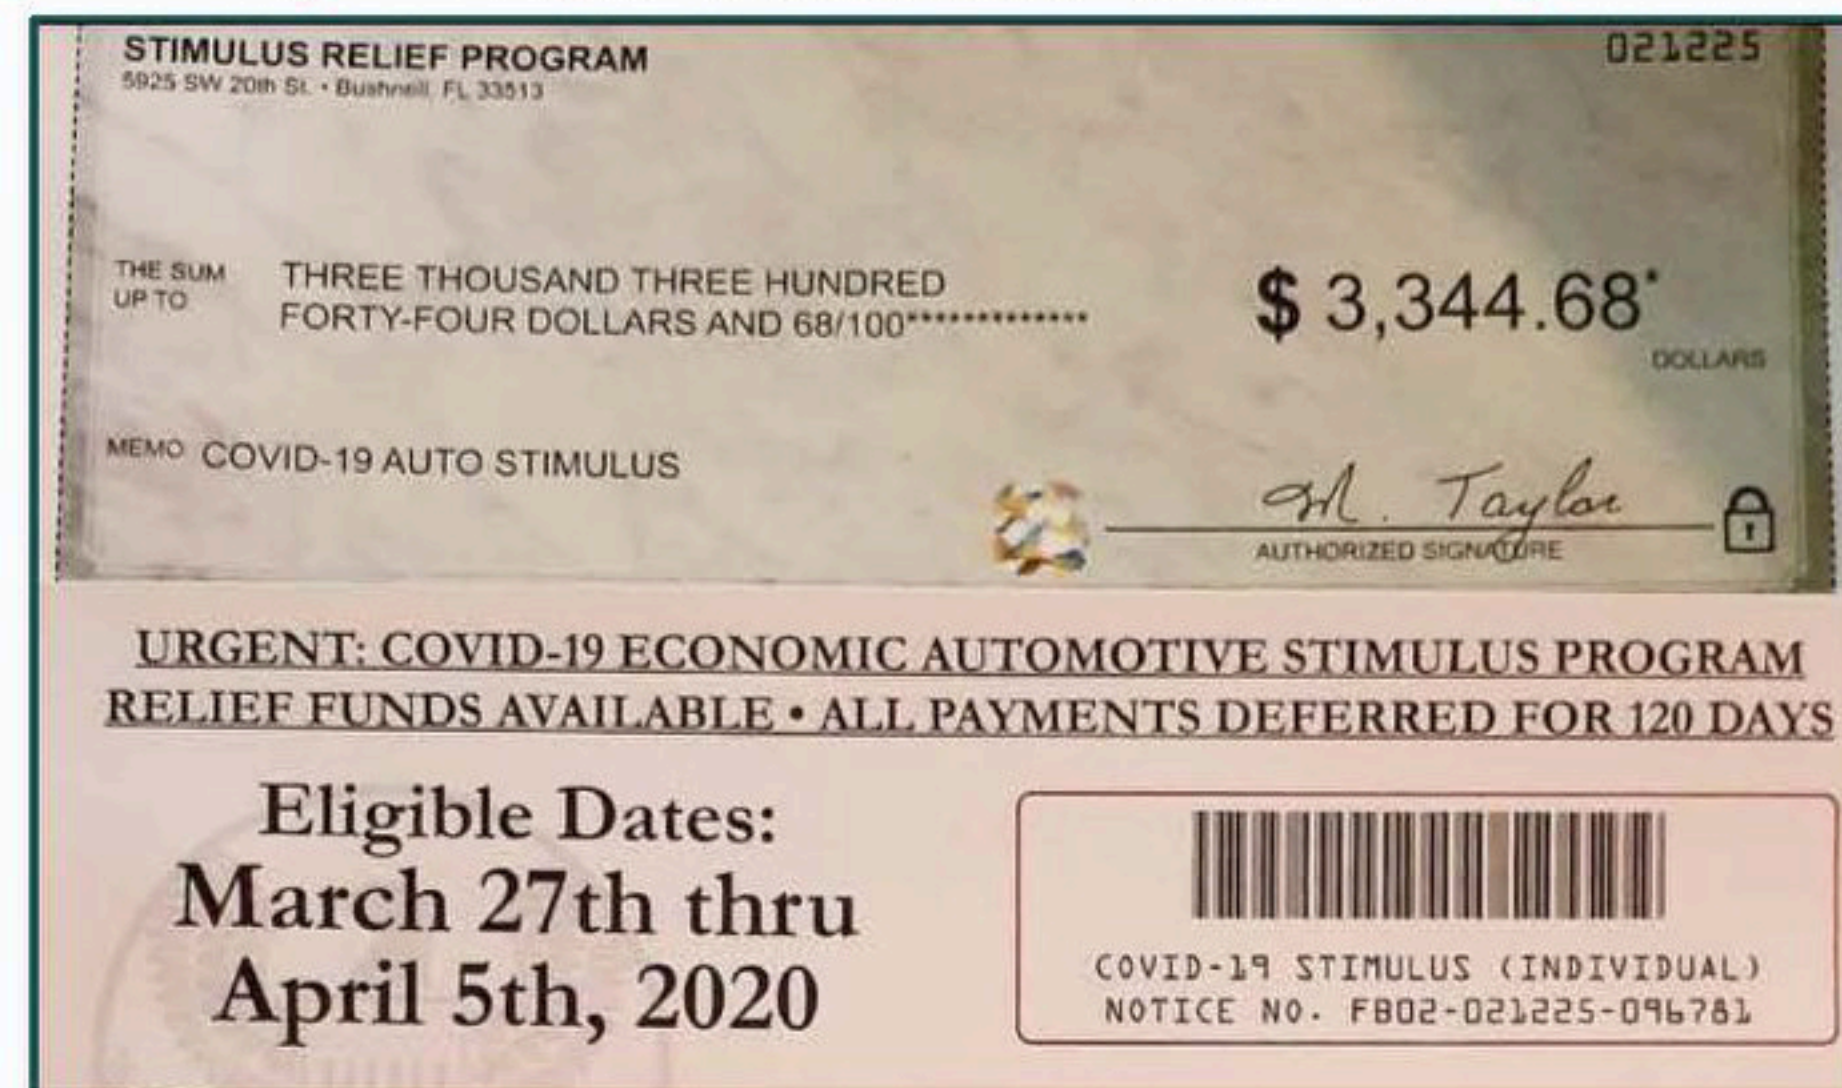 STIMULUS RELIEF PROGRAM
021225
5925 SW 20th St. • Bushnell FL 33513
THE SUM
UP TO
THREE THOUSAND THREE HUNDRED
FORTY-FOUR DOLLARS AND 68/100**************
$ 3,344.68*
DOLLARS
MEMO COVID-19 AUTO STIMULUS
M. Taylor
AUTHORIZED SIGNATURE
URGENT: COVID-19 ECONOMIC AUTOMOTIVE STIMULUS PROGRAM
RELIEF FUNDS AVAILABLE • ALL PAYMENTS DEFERRED FOR 120 DAYS
Eligible Dates:
March 27th thru
April 5th, 2020
COVID-19 STIMULUS (INDIVIDUAL)
NOTICE NO. FB02-021225-096781